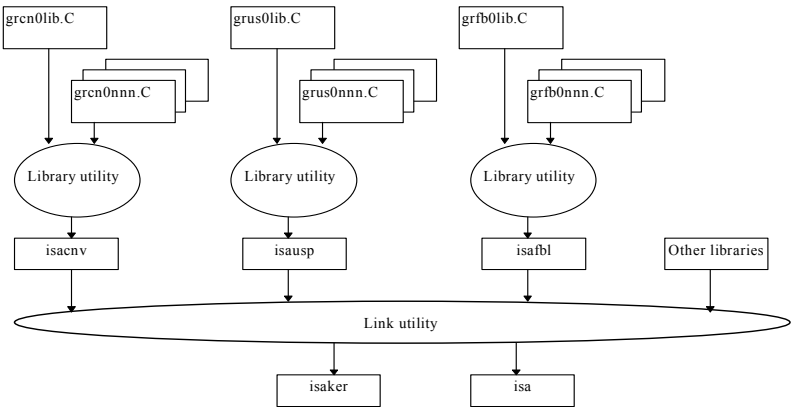 grcn0lib.C
grus0lib.C
grfb0lib.C
grcn0nnn.C
grus0nnn.C
grfb0nnn.C
Library utility
Library utility
Library utility
isacnv
isausp
isafbl
Other libraries
Link utility
isaker
isa